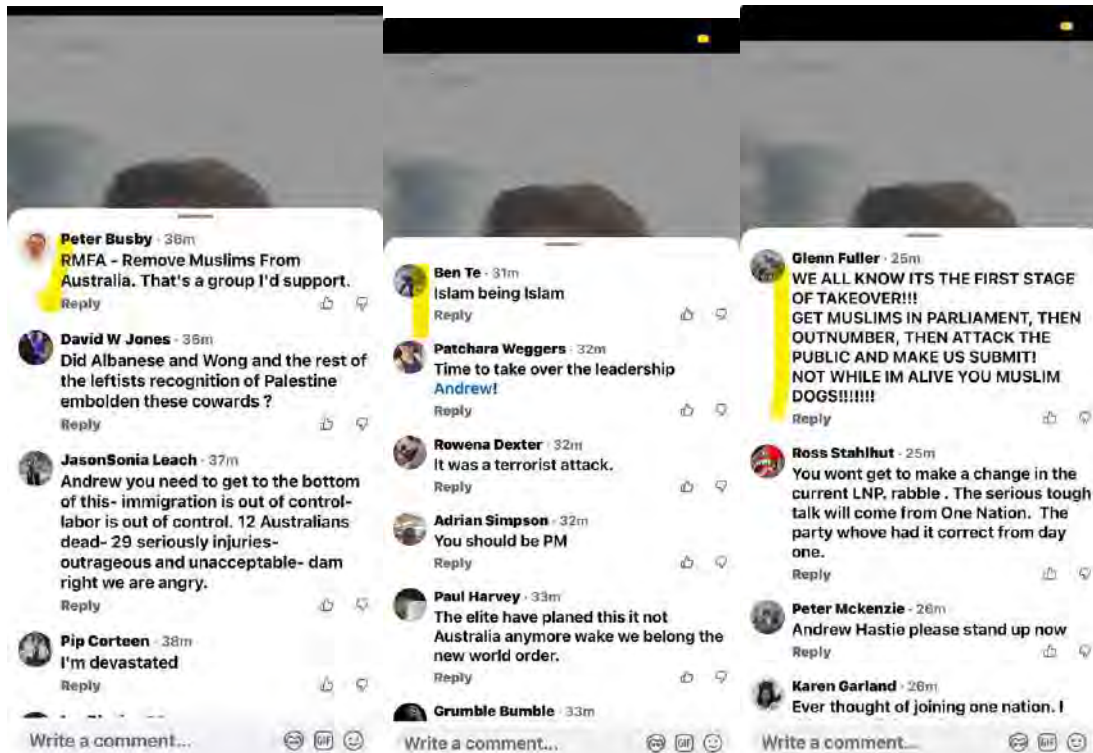 Peter Busby · 36m
RMFA - Remove Muslims From
Australia. That's a group I'd support.
Reply
David W Jones · 36m
Did Albanese and Wong and the rest of
the leftists recognition of Palestine
embolden these cowards ?
Reply
JasonSonia Leach · 37m
Andrew you need to get to the bottom
of this- immigration is out of control-
labor is out of control. 12 Australians
dead- 29 seriously injuries-
outrageous and unacceptable- dam
right we are angry.
Reply
Pip Corteen · 38m
I'm devastated
Reply
Write a comment...
GIF
Ben Te · 31m
Islam being Islam
Reply
Patchara Weggers · 32m
Time to take over the leadership
Andrew!
Reply
Rowena Dexter · 32m
It was a terrorist attack.
Reply
Adrian Simpson · 32m
You should be PM
Reply
Paul Harvey · 33m
The elite have planed this it not
Australia anymore wake we belong the
new world order.
Reply
Grumble Bumble · 33m
Write a comment...
GIF
Glenn Fuller · 25m
WE ALL KNOW ITS THE FIRST STAGE
OF TAKEOVER!!!
GET MUSLIMS IN PARLIAMENT, THEN
OUTNUMBER, THEN ATTACK THE
PUBLIC AND MAKE US SUBMIT!
NOT WHILE IM ALIVE YOU MUSLIM
DOGS!!!!!!!
Reply
Ross Stahlhut · 25m
You wont get to make a change in the
current LNP, rabble . The serious tough
talk will come from One Nation. The
party whove had it correct from day
one.
Reply
Peter Mckenzie · 26m
Andrew Hastie please stand up now
Reply
Karen Garland · 26m
Ever thought of joining one nation. I
Write a comment...
GIF